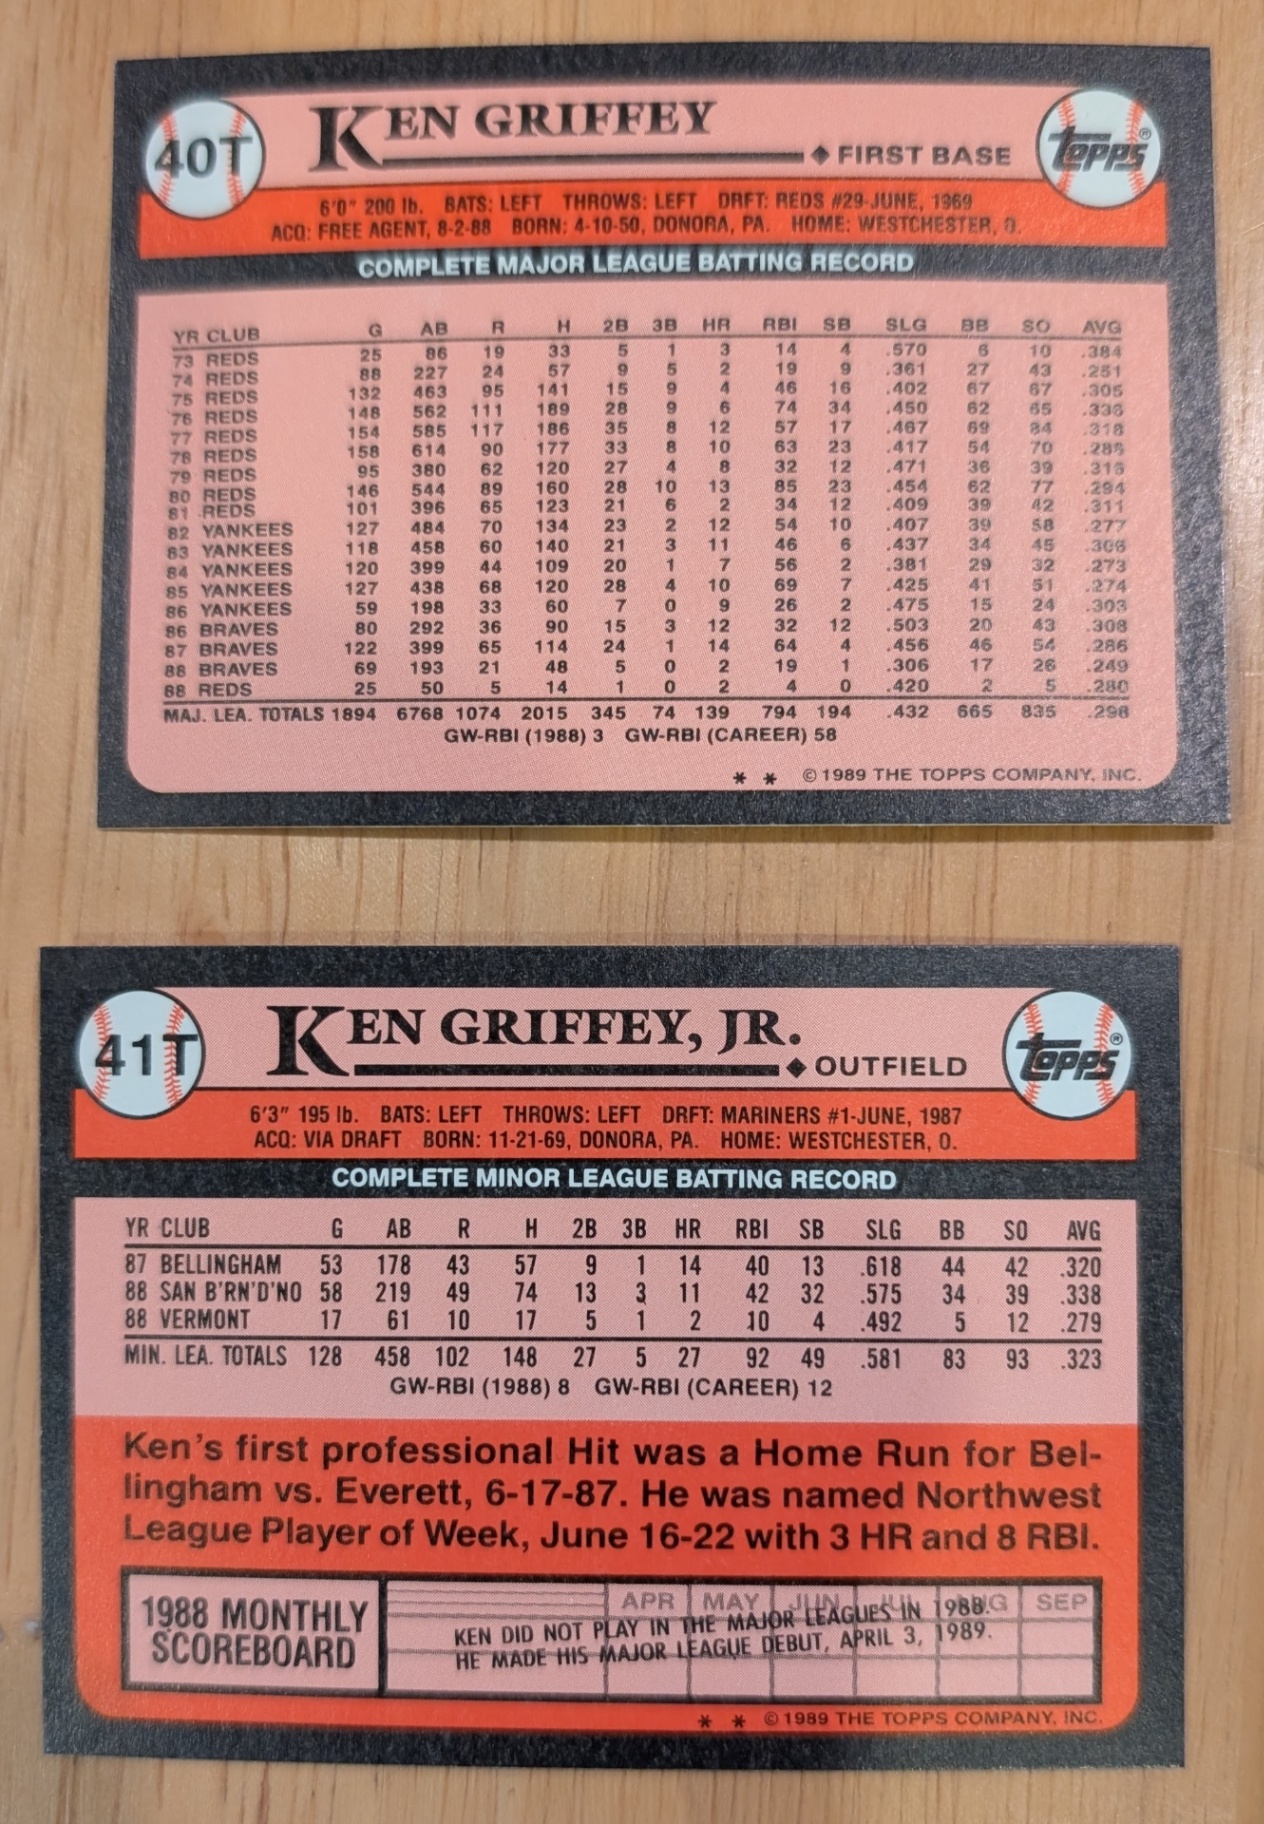 40T
KEN GRIFFEY
◆ FIRST BASE
topps®
6'0" 200 lb. BATS: LEFT THROWS: LEFT DRFT: REDS #29-JUNE, 1969
ACQ: FREE AGENT, 8-2-88 BORN: 4-10-50, DONORA, PA. HOME: WESTCHESTER, O.
COMPLETE MAJOR LEAGUE BATTING RECORD
YR CLUB G AB R H 2B 3B HR RBI SB SLG BB SO AVG
73 REDS 25 86 19 33 5 1 3 14 4 .570 6 10 .384
74 REDS 88 227 24 57 9 5 2 19 9 .361 27 43 .251
75 REDS 132 463 95 141 15 9 4 46 16 .402 67 67 .305
76 REDS 148 562 111 189 28 9 6 74 34 .450 62 65 .336
77 REDS 154 585 117 186 35 8 12 57 17 .467 69 84 .318
78 REDS 158 614 90 177 33 8 10 63 23 .417 54 70 .288
79 REDS 95 380 62 120 27 4 8 32 12 .471 36 39 .316
80 REDS 146 544 89 160 28 10 13 85 23 .454 62 77 .294
81 REDS 101 396 65 123 21 6 2 34 12 .409 39 42 .311
82 YANKEES 127 484 70 134 23 2 12 54 10 .407 39 58 .277
83 YANKEES 118 458 60 140 21 3 11 46 6 .437 34 45 .306
84 YANKEES 120 399 44 109 20 1 7 56 2 .381 29 32 .273
85 YANKEES 127 438 68 120 28 4 10 69 7 .425 41 51 .274
86 YANKEES 59 198 33 60 7 0 9 26 2 .475 15 24 .303
86 BRAVES 80 292 36 90 15 3 12 32 12 .503 20 43 .308
87 BRAVES 122 399 65 114 24 1 14 64 4 .456 46 54 .286
88 BRAVES 69 193 21 48 5 0 2 19 1 .306 17 26 .249
88 REDS 25 50 5 14 1 0 2 4 0 .420 2 5 .280
MAJ. LEA. TOTALS 1894 6768 1074 2015 345 74 139 794 194 .432 665 835 .298
GW-RBI (1988) 3 GW-RBI (CAREER) 58
* * © 1989 THE TOPPS COMPANY, INC.
41T
KEN GRIFFEY, JR.
◆ OUTFIELD
topps®
6'3" 195 lb. BATS: LEFT THROWS: LEFT DRFT: MARINERS #1-JUNE, 1987
ACQ: VIA DRAFT BORN: 11-21-69, DONORA, PA. HOME: WESTCHESTER, O.
COMPLETE MINOR LEAGUE BATTING RECORD
YR CLUB G AB R H 2B 3B HR RBI SB SLG BB SO AVG
87 BELLINGHAM 53 178 43 57 9 1 14 40 13 .618 44 42 .320
88 SAN B'RN'D'NO 58 219 49 74 13 3 11 42 32 .575 34 39 .338
88 VERMONT 17 61 10 17 5 1 2 10 4 .492 5 12 .279
MIN. LEA. TOTALS 128 458 102 148 27 5 27 92 49 .581 83 93 .323
GW-RBI (1988) 8 GW-RBI (CAREER) 12
Ken's first professional Hit was a Home Run for Bel-
lingham vs. Everett, 6-17-87. He was named Northwest
League Player of Week, June 16-22 with 3 HR and 8 RBI.
1988 MONTHLY
SCOREBOARD
APR MAY JUN JUL AUG SEP
KEN DID NOT PLAY IN THE MAJOR LEAGUES IN 1988.
HE MADE HIS MAJOR LEAGUE DEBUT, APRIL 3, 1989.
* * © 1989 THE TOPPS COMPANY, INC.